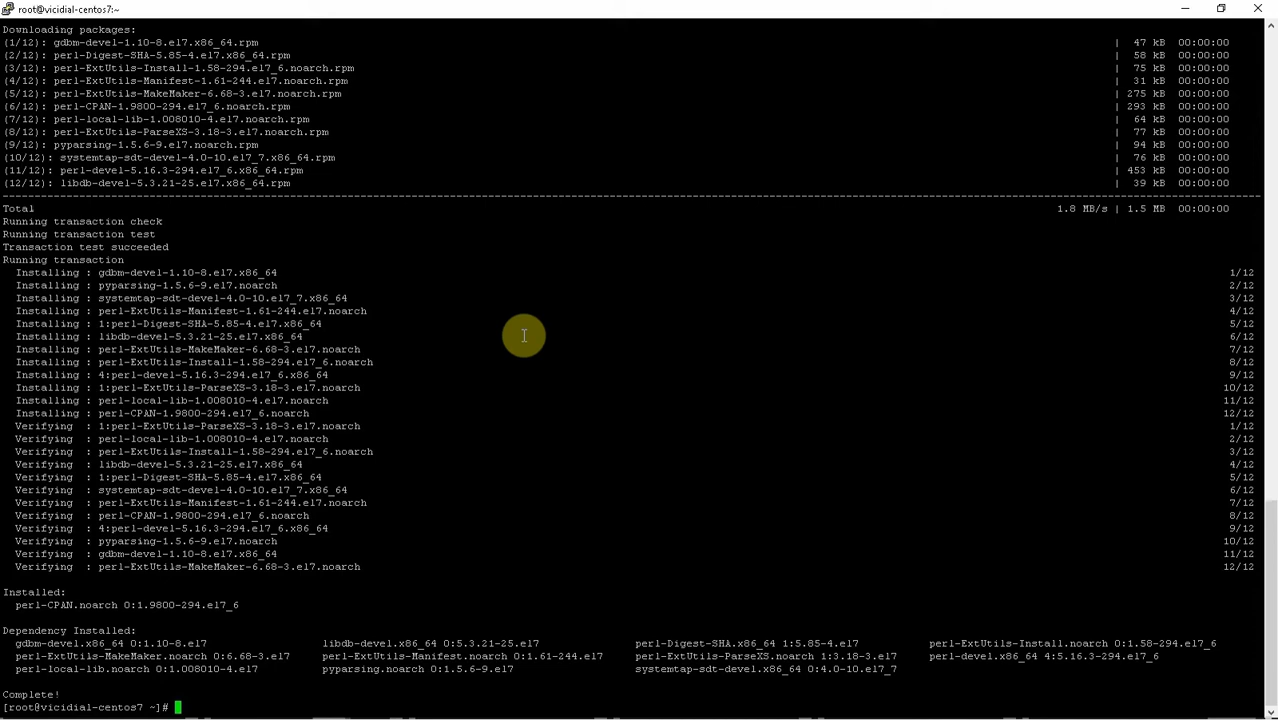 root@vicidial-centos7:~
Downloading packages:
(1/12): gdbm-devel-1.10-8.el7.x86_64.rpm | 47 kB 00:00:00
(2/12): perl-Digest-SHA-5.85-4.el7.x86_64.rpm | 58 kB 00:00:00
(3/12): perl-ExtUtils-Install-1.58-294.el7_6.noarch.rpm | 75 kB 00:00:00
(4/12): perl-ExtUtils-Manifest-1.61-244.el7.noarch.rpm | 31 kB 00:00:00
(5/12): perl-ExtUtils-MakeMaker-6.68-3.el7.noarch.rpm | 275 kB 00:00:00
(6/12): perl-CPAN-1.9800-294.el7_6.noarch.rpm | 293 kB 00:00:00
(7/12): perl-local-lib-1.008010-4.el7.noarch.rpm | 64 kB 00:00:00
(8/12): perl-ExtUtils-ParseXS-3.18-3.el7.noarch.rpm | 77 kB 00:00:00
(9/12): pyparsing-1.5.6-9.el7.noarch.rpm | 94 kB 00:00:00
(10/12): systemtap-sdt-devel-4.0-10.el7_7.x86_64.rpm | 76 kB 00:00:00
(11/12): perl-devel-5.16.3-294.el7_6.x86_64.rpm | 453 kB 00:00:00
(12/12): libdb-devel-5.3.21-25.el7.x86_64.rpm | 39 kB 00:00:00
Total 1.8 MB/s | 1.5 MB 00:00:00
Running transaction check
Running transaction test
Transaction test succeeded
Running transaction
Installing : gdbm-devel-1.10-8.el7.x86_64 1/12
Installing : pyparsing-1.5.6-9.el7.noarch 2/12
Installing : systemtap-sdt-devel-4.0-10.el7_7.x86_64 3/12
Installing : perl-ExtUtils-Manifest-1.61-244.el7.noarch 4/12
Installing : 1:perl-Digest-SHA-5.85-4.el7.x86_64 5/12
Installing : libdb-devel-5.3.21-25.el7.x86_64 6/12
Installing : perl-ExtUtils-MakeMaker-6.68-3.el7.noarch 7/12
Installing : perl-ExtUtils-Install-1.58-294.el7_6.noarch 8/12
Installing : 4:perl-devel-5.16.3-294.el7_6.x86_64 9/12
Installing : 1:perl-ExtUtils-ParseXS-3.18-3.el7.noarch 10/12
Installing : perl-local-lib-1.008010-4.el7.noarch 11/12
Installing : perl-CPAN-1.9800-294.el7_6.noarch 12/12
Verifying : 1:perl-ExtUtils-ParseXS-3.18-3.el7.noarch 1/12
Verifying : perl-local-lib-1.008010-4.el7.noarch 2/12
Verifying : perl-ExtUtils-Install-1.58-294.el7_6.noarch 3/12
Verifying : libdb-devel-5.3.21-25.el7.x86_64 4/12
Verifying : 1:perl-Digest-SHA-5.85-4.el7.x86_64 5/12
Verifying : systemtap-sdt-devel-4.0-10.el7_7.x86_64 6/12
Verifying : perl-ExtUtils-Manifest-1.61-244.el7.noarch 7/12
Verifying : perl-CPAN-1.9800-294.el7_6.noarch 8/12
Verifying : 4:perl-devel-5.16.3-294.el7_6.x86_64 9/12
Verifying : pyparsing-1.5.6-9.el7.noarch 10/12
Verifying : gdbm-devel-1.10-8.el7.x86_64 11/12
Verifying : perl-ExtUtils-MakeMaker-6.68-3.el7.noarch 12/12
Installed:
perl-CPAN.noarch 0:1.9800-294.el7_6
Dependency Installed:
gdbm-devel.x86_64 0:1.10-8.el7 libdb-devel.x86_64 0:5.3.21-25.el7 perl-Digest-SHA.x86_64 1:5.85-4.el7 perl-ExtUtils-Install.noarch 0:1.58-294.el7_6
perl-ExtUtils-MakeMaker.noarch 0:6.68-3.el7 perl-ExtUtils-Manifest.noarch 0:1.61-244.el7 perl-ExtUtils-ParseXS.noarch 1:3.18-3.el7 perl-devel.x86_64 4:5.16.3-294.el7_6
perl-local-lib.noarch 0:1.008010-4.el7 pyparsing.noarch 0:1.5.6-9.el7 systemtap-sdt-devel.x86_64 0:4.0-10.el7_7
Complete!
[root@vicidial-centos7 ~]#